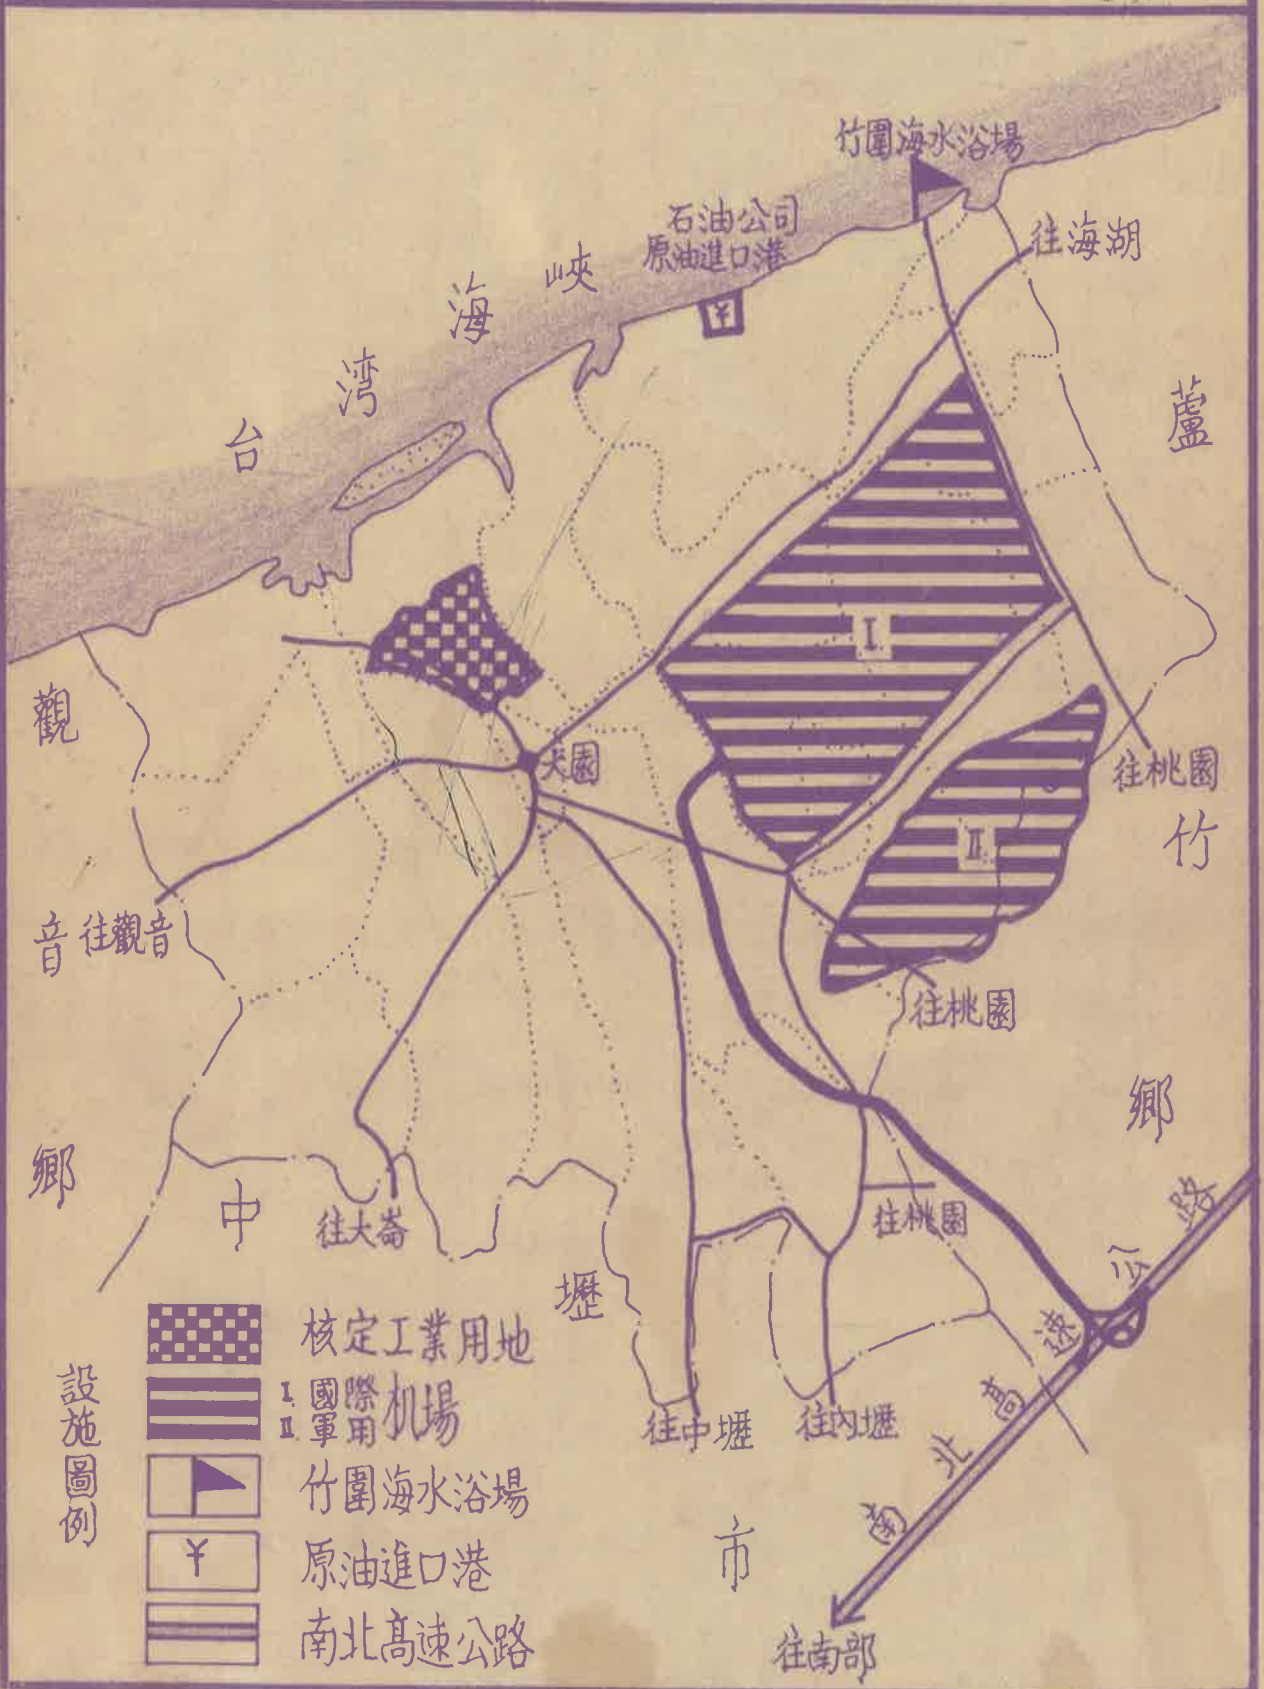 竹圍海水浴場
石油公司
原油進口港
往海湖
台灣海峽
蘆竹鄉
觀音鄉
大園
往桃園
往觀音
往桃園
往桃園
往大崙
中壢市
往中壢
往內壢
南北高速公路
往南部
I
II
設施圖例
核定工業用地
I. 國際
II. 軍用
机場
竹圍海水浴場
原油進口港
南北高速公路